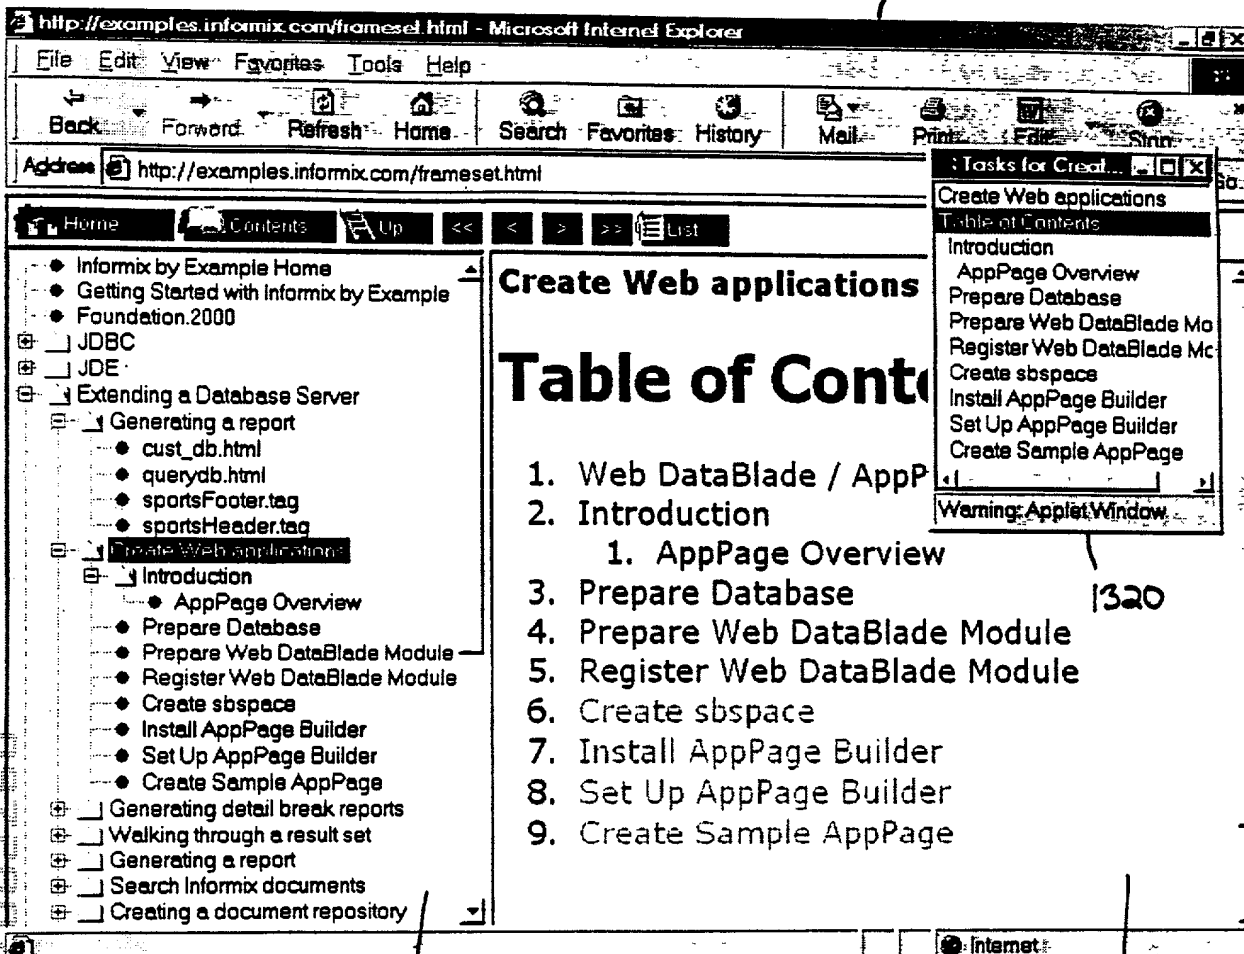 http://examples.informix.com/frameset.html - Microsoft Internet Explorer
File Edit View Favorites Tools Help
Back Forward Refresh Home Search Favorites History Mail Print Edit Stop
Address http://examples.informix.com/frameset.html
Home Contents Up << < > >> List
Informix by Example Home
Getting Started with Informix by Example
Foundation.2000
JDBC
JDE
Extending a Database Server
Generating a report
cust_db.html
querydb.html
sportsFooter.tag
sportsHeader.tag
Create Web applications
Introduction
AppPage Overview
Prepare Database
Prepare Web DataBlade Module
Register Web DataBlade Module
Create sbspace
Install AppPage Builder
Set Up AppPage Builder
Create Sample AppPage
Generating detail break reports
Walking through a result set
Generating a report
Search Informix documents
Creating a document repository
Create Web applications
Table of Conte
1. Web DataBlade / AppP
2. Introduction
1. AppPage Overview
3. Prepare Database
4. Prepare Web DataBlade Module
5. Register Web DataBlade Module
6. Create sbspace
7. Install AppPage Builder
8. Set Up AppPage Builder
9. Create Sample AppPage
: Tasks for Creat...
Create Web applications
Table of Contents
Introduction
AppPage Overview
Prepare Database
Prepare Web DataBlade Mo
Register Web DataBlade Mc
Create sbspace
Install AppPage Builder
Set Up AppPage Builder
Create Sample AppPage
Warning: Applet Window
1320
Internet